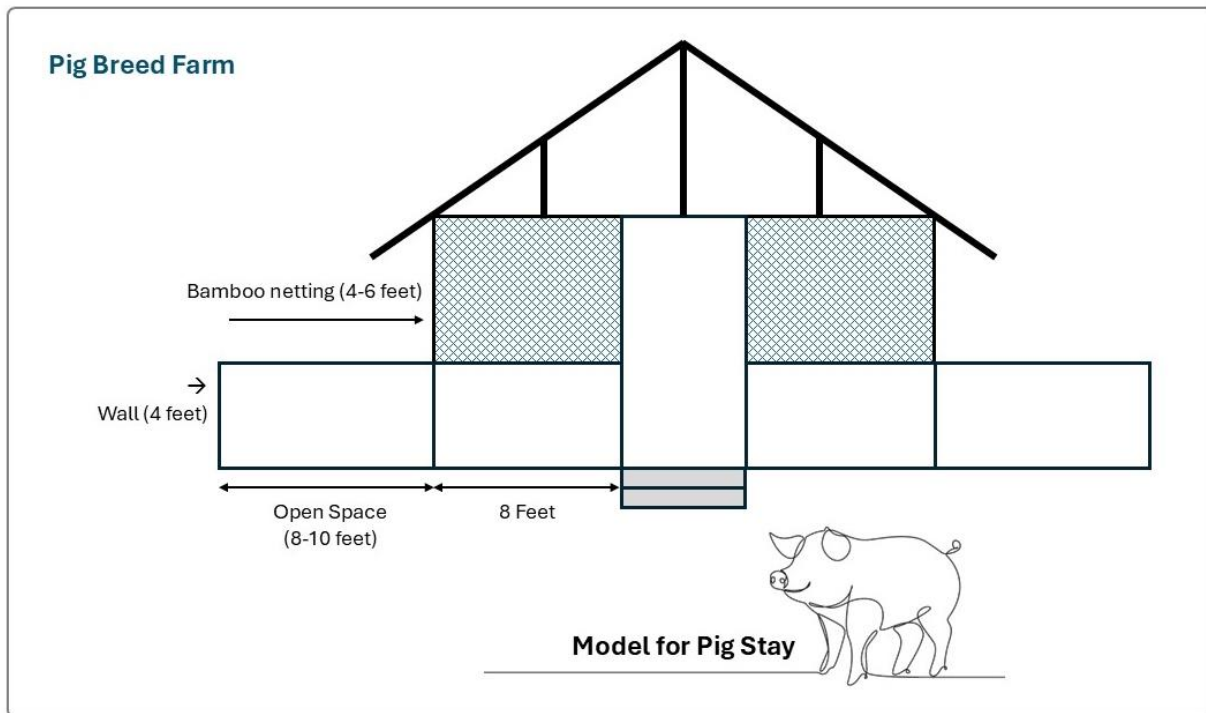 Pig Breed Farm
Bamboo netting (4-6 feet)
Wall (4 feet)
Open Space
(8-10 feet)
8 Feet
Model for Pig Stay